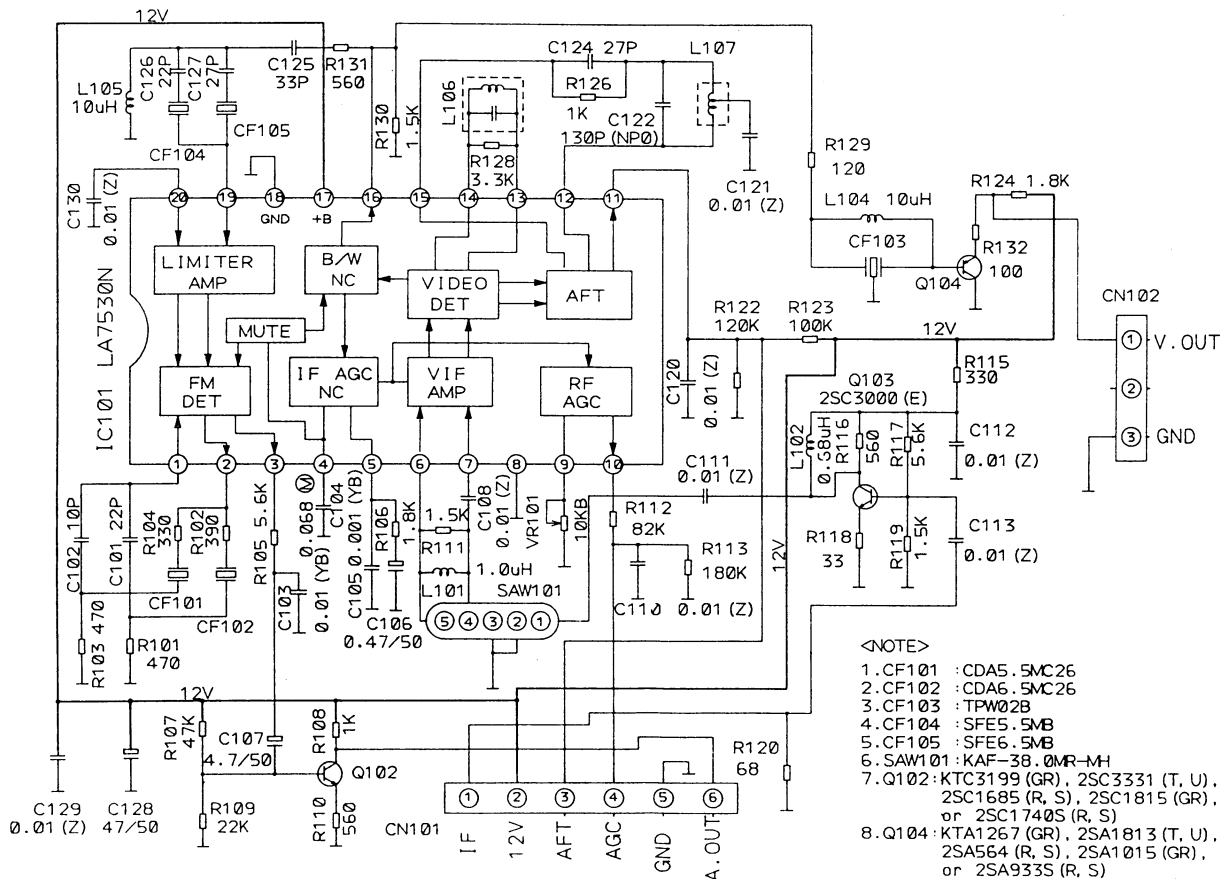 12V
C126 22P
C127 27P
C125 33P
R131 560
C124 27P
L107
L105 10uH
R126 1K
L106
R130 1.5K
C122 130P (NP0)
CF105
CF104
R128 3.3K
C121 0.01 (Z)
R129 120
R124 1.8K
C130 0.01 (Z)
20 19 18 17 16 15 14 13 12 11
GND +B
L104 10uH
CF103
R132 100
Q104
LIMITER AMP
B/W NC
VIDEO DET
AFT
IC101 LA7530N
MUTE
FM DET
IF AGC NC
VIF AMP
RF AGC
R122 120K
R123 100K
12V
CN102
1 V.OUT
2
3 GND
C120 0.01 (Z)
R115 330
Q103 2SC3000 (E)
L102 0.68uH
R116 560
R117 5.6K
C112 0.01 (Z)
1 2 3 4 5 6 7 8 9 10
C111 0.01 (Z)
C102 10P
C101 22P
R104 330
R102 390
R105 5.6K
0.068 M
C104
0.01 (YB)
C103
C105 0.001 (YB)
R106 1.8K
1.5K R111
C108 0.01 (Z)
VR101 10KB
R112 82K
R113 180K
12V
R118 33
R119 1.5K
C113 0.01 (Z)
CF101
CF102
1.0uH L101
SAW101
5 4 3 2 1
C110 0.01 (Z)
C106 0.47/50
R103 470
R101 470
12V
R107 47K
C107 4.7/50
R108 1K
Q102
R120 68
C129 0.01 (Z)
C128 47/50
R109 22K
R110 560
CN101
1 2 3 4 5 6
IF 12V AFT AGC GND A.OUT
<NOTE>
1.CF101 :CDA5.5MC26
2.CF102 :CDA6.5MC26
3.CF103 :TPW02B
4.CF104 :SFE5.5MB
5.CF105 :SFE6.5MB
6.SAW101:KAF-38.0MR-MH
7.Q102:KTC3199 (GR), 2SC3331 (T, U),
2SC1685 (R, S), 2SC1815 (GR),
or 2SC1740S (R, S)
8.Q104:KTA1267 (GR), 2SA1813 (T, U),
2SA564 (R, S), 2SA1015 (GR),
or 2SA933S (R, S)